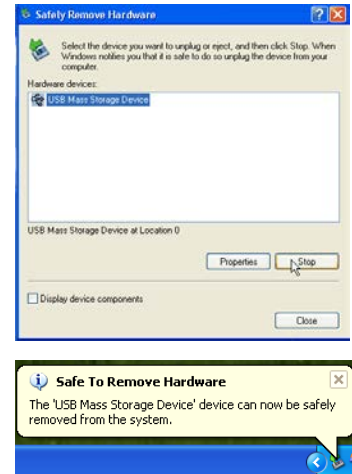 Safely Remove Hardware
Select the device you want to unplug or eject, and then click Stop. When
Windows notifies you that it is safe to do so unplug the device from your
computer.
Hardware devices:
USB Mass Storage Device
USB Mass Storage Device at Location 0
Properties
Stop
Display device components
Close
Safe To Remove Hardware
The 'USB Mass Storage Device' device can now be safely
removed from the system.